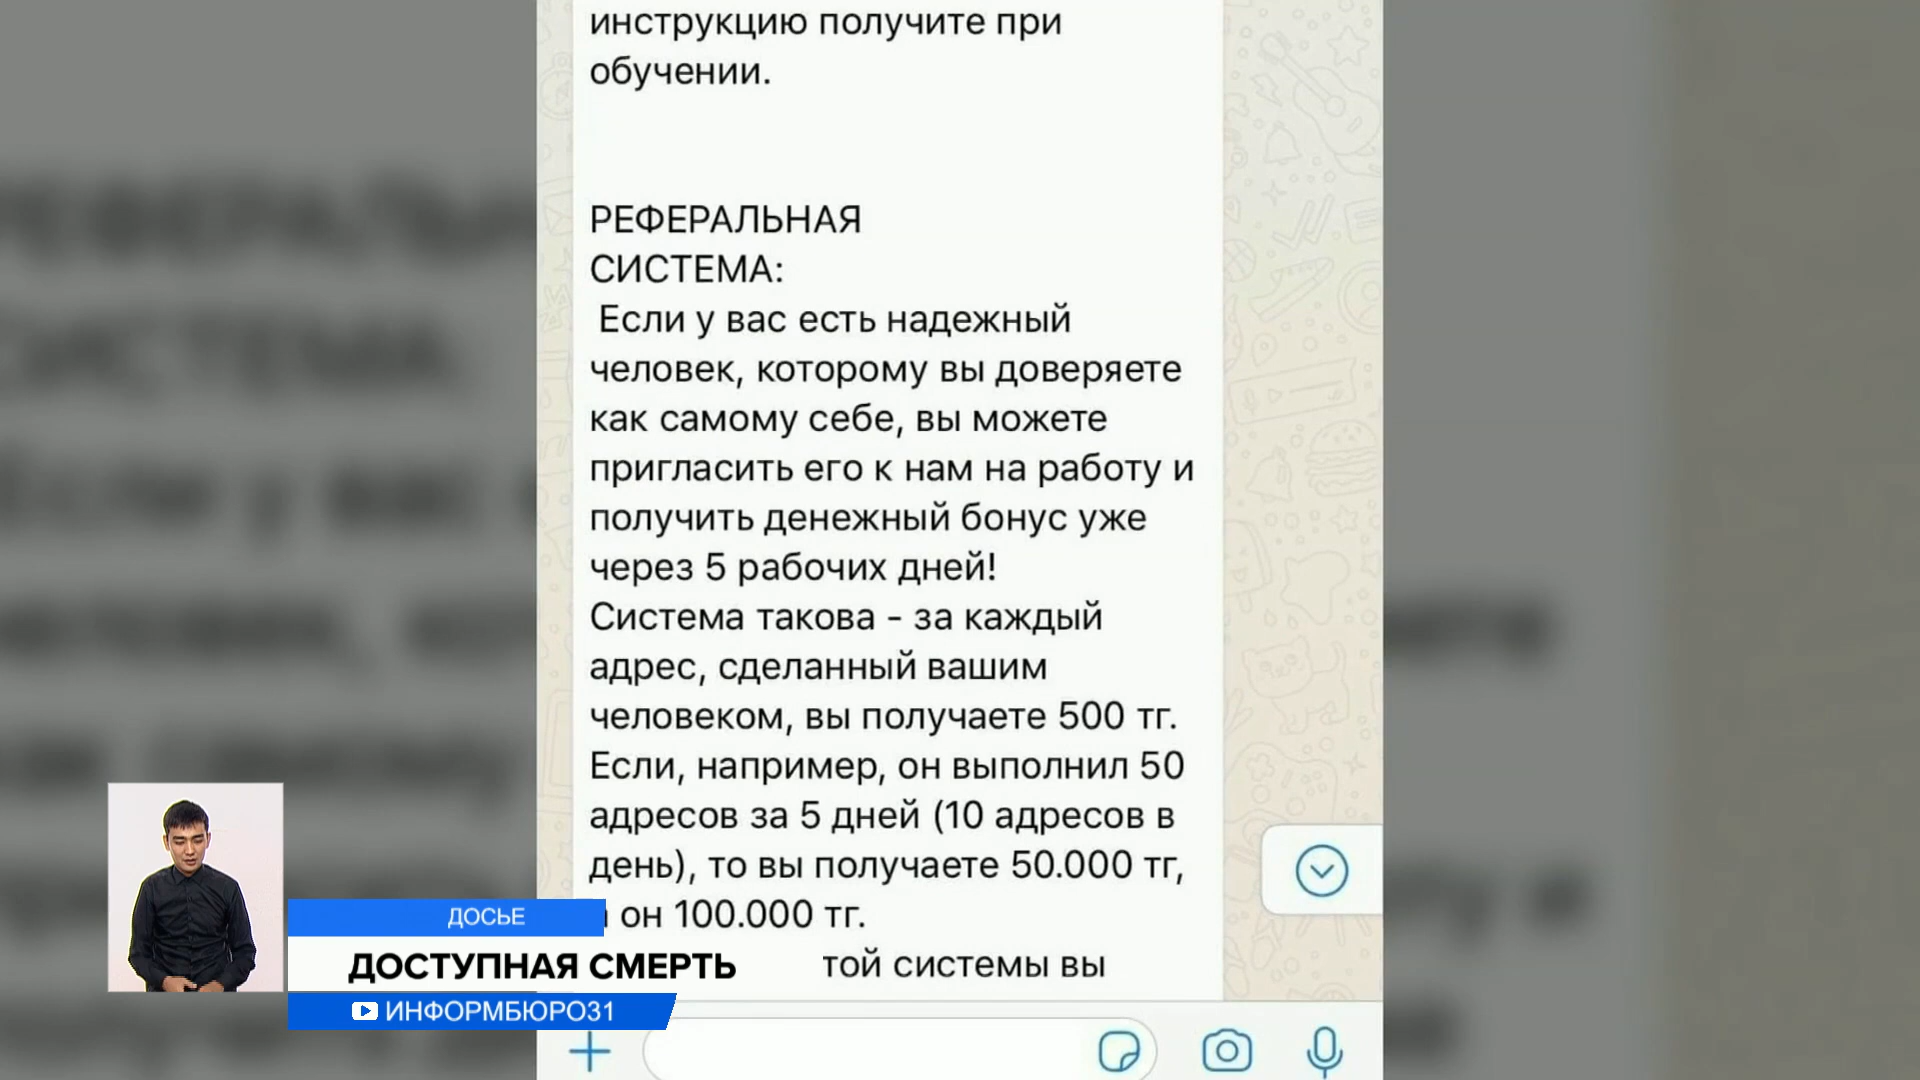 инструкцию получите при
обучении.
РЕФЕРАЛЬНАЯ
СИСТЕМА:
Если у вас есть надежный
человек, которому вы доверяете
как самому себе, вы можете
пригласить его к нам на работу и
получить денежный бонус уже
через 5 рабочих дней!
Система такова - за каждый
адрес, сделанный вашим
человеком, вы получаете 500 тг.
Если, например, он выполнил 50
адресов за 5 дней (10 адресов в
день), то вы получаете 50.000 тг,
он 100.000 тг.
той системы вы
ДОСЬЕ
ДОСТУПНАЯ СМЕРТЬ
ИНФОРМБЮРО31